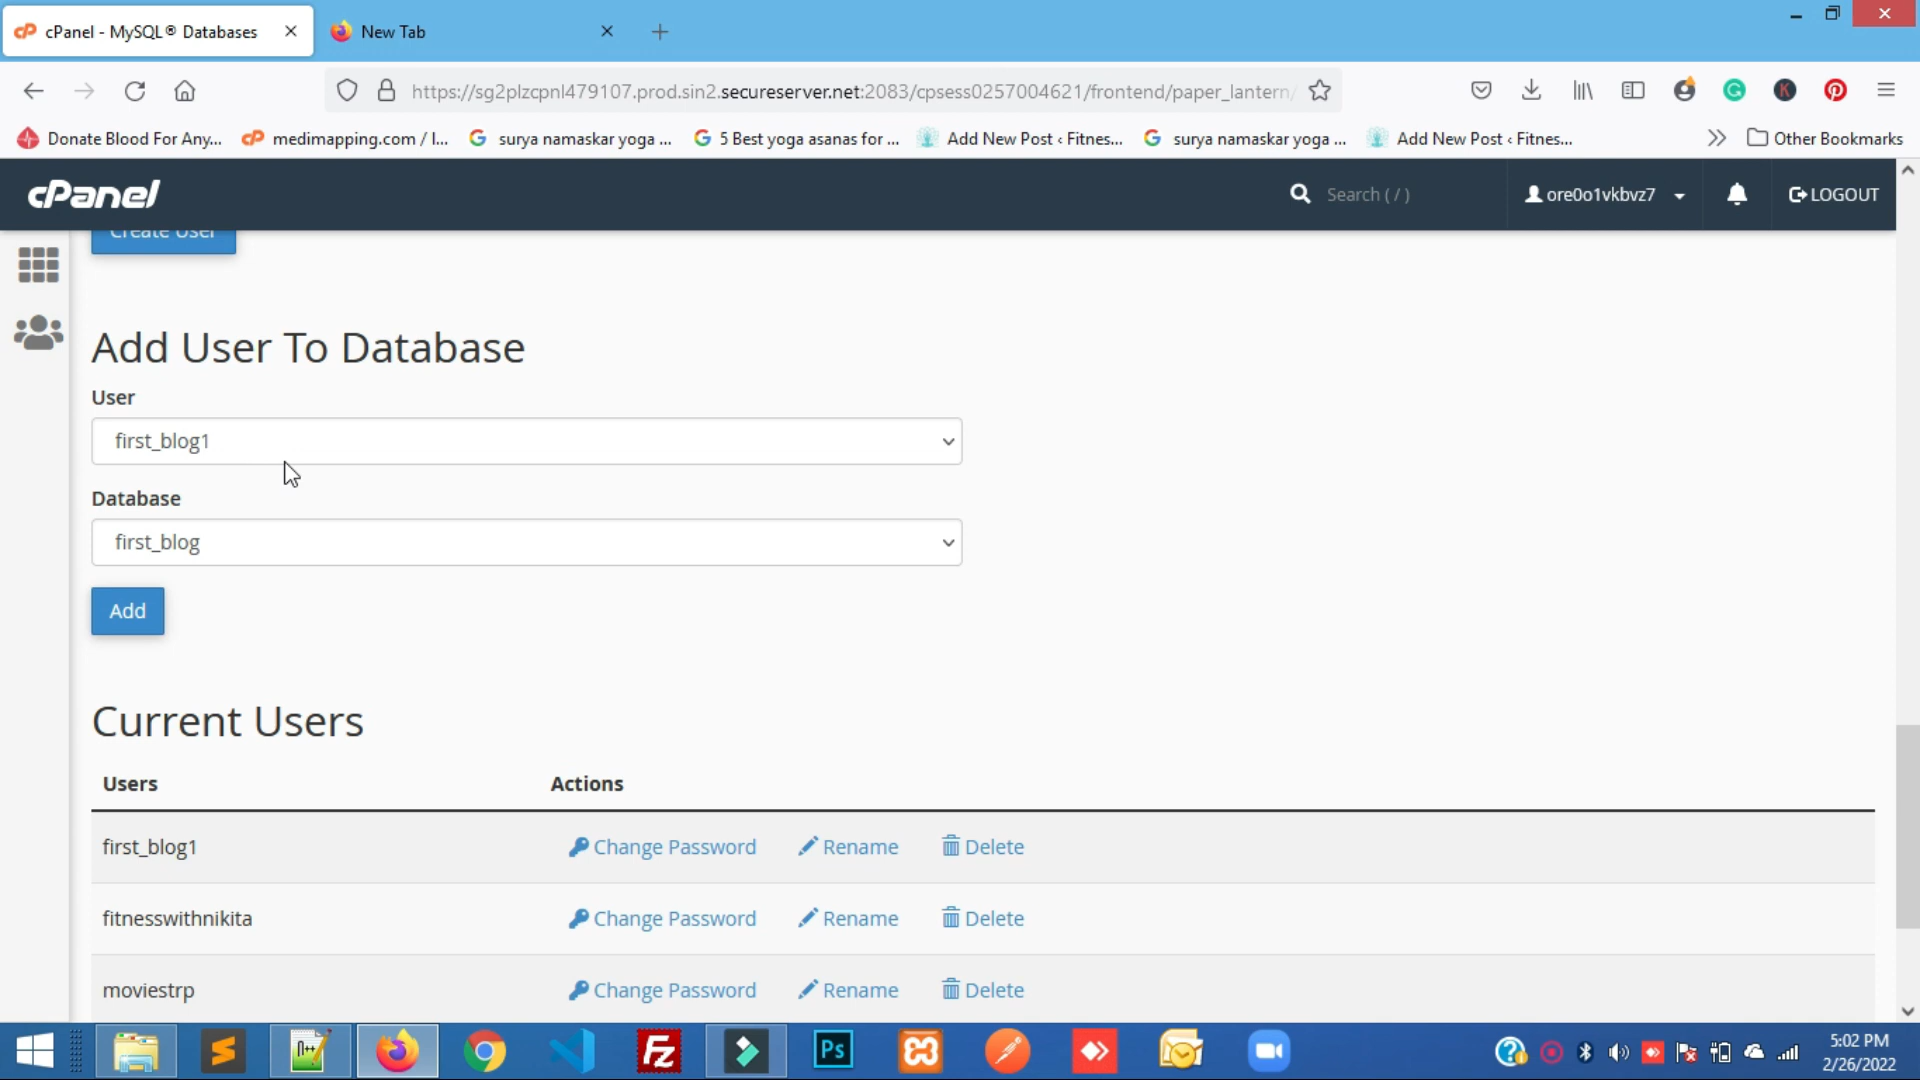 cPanel - MySQL® Databases
New Tab
https://sg2plzcpnl479107.prod.sin2.secureserver.net:2083/cpsess0257004621/frontend/paper_lantern/
Donate Blood For Any...
medimapping.com / l...
surya namaskar yoga ...
5 Best yoga asanas for ...
Add New Post ‹ Fitnes...
surya namaskar yoga ...
Add New Post ‹ Fitnes...
Other Bookmarks
cPanel
Search ( / )
ore0o1vkbvz7
LOGOUT
Create User
Add User To Database
User
first_blog1
Database
first_blog
Add
Current Users
Users Actions
first_blog1 Change Password Rename Delete
fitnesswithnikita Change Password Rename Delete
moviestrp Change Password Rename Delete
5:02 PM
2/26/2022